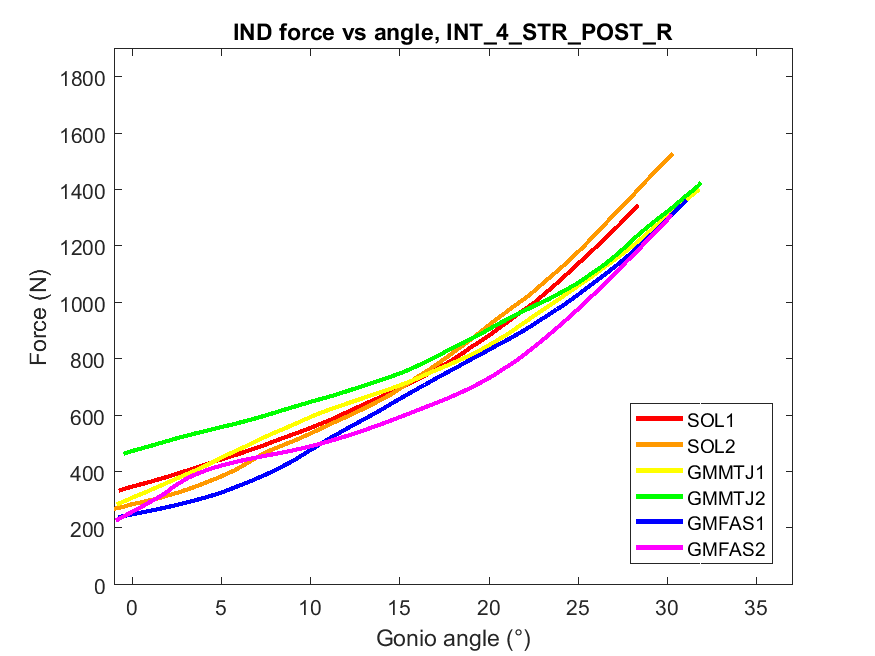 IND force vs angle, INT_4_STR_POST_R
1800
1600
1400
1200
1000
800
600
400
200
0
Force (N)
0 5 10 15 20 25 30 35
Gonio angle (°)
SOL1
SOL2
GMMTJ1
GMMTJ2
GMFAS1
GMFAS2